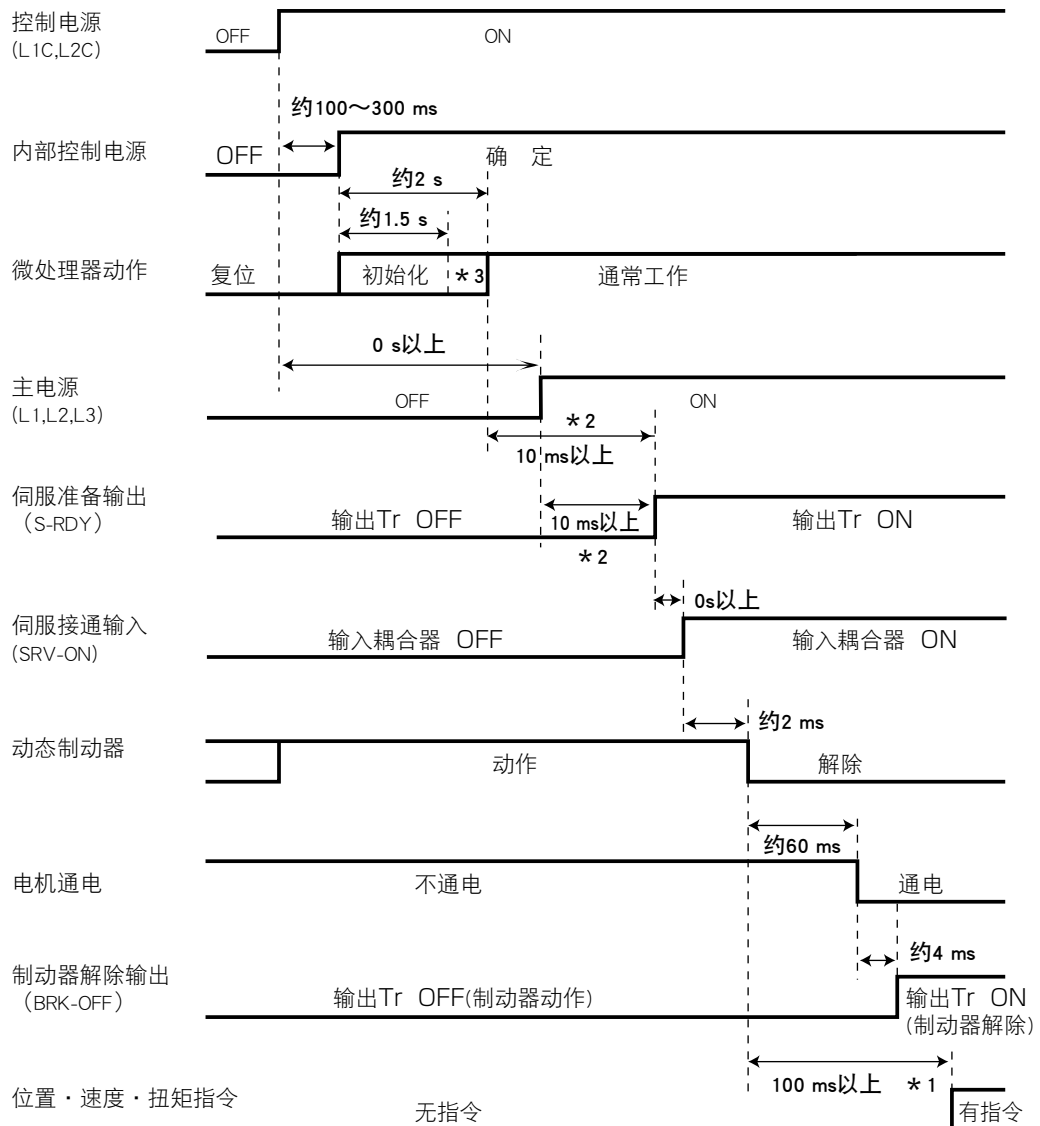 控制电源
(L1C,L2C)
OFF
ON
约100～300 ms
内部控制电源
OFF
确 定
约2 s
约1.5 s
微处理器动作
复位
初始化
＊3
通常工作
0 s以上
主电源
(L1,L2,L3)
OFF
ON
＊2
10 ms以上
伺服准备输出
（S-RDY）
输出Tr OFF
10 ms以上
输出Tr ON
＊2
0s以上
伺服接通输入
(SRV-ON)
输入耦合器 OFF
输入耦合器 ON
约2 ms
动态制动器
动作
解除
约60 ms
电机通电
不通电
通电
约4 ms
制动器解除输出
（BRK-OFF）
输出Tr OFF(制动器动作)
输出Tr ON
(制动器解除)
100 ms以上 ＊1
位置・速度・扭矩指令
无指令
有指令